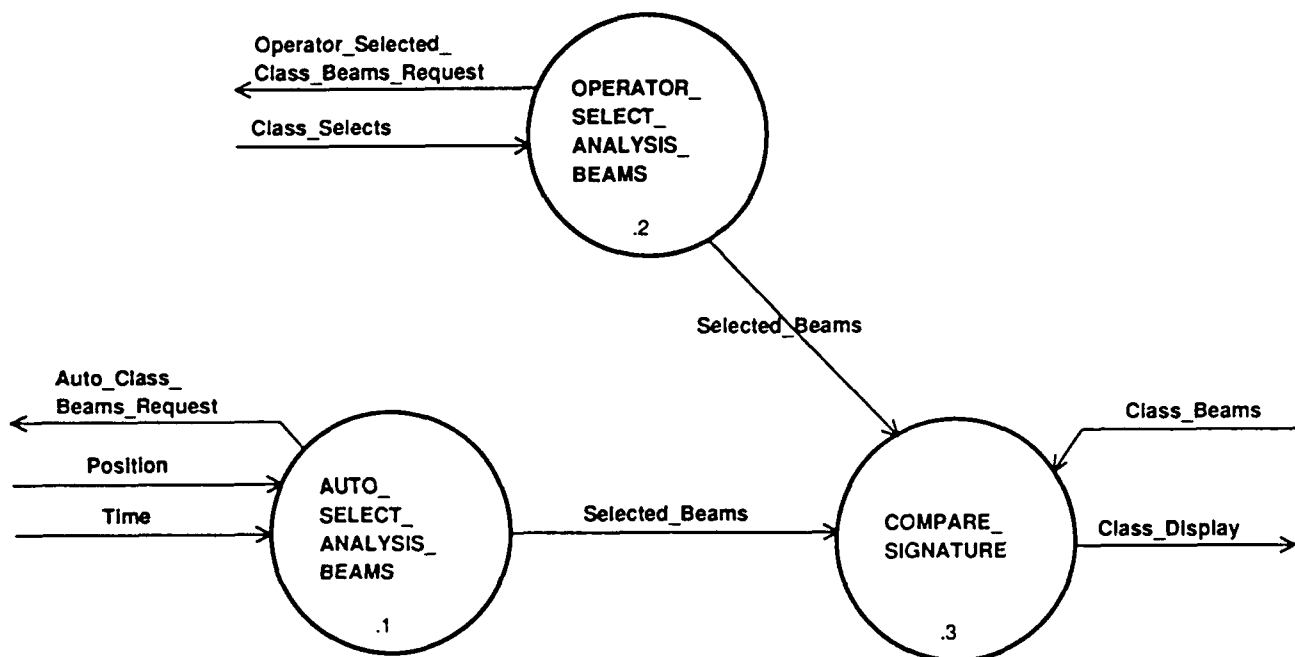 Operator_Selected_
Class_Beams_Request
Class_Selects
OPERATOR_
SELECT_
ANALYSIS_
BEAMS
.2
Selected_Beams
Auto_Class_
Beams_Request
Position
Time
AUTO_
SELECT_
ANALYSIS_
BEAMS
.1
Selected_Beams
Class_Beams
COMPARE_
SIGNATURE
Class_Display
.3